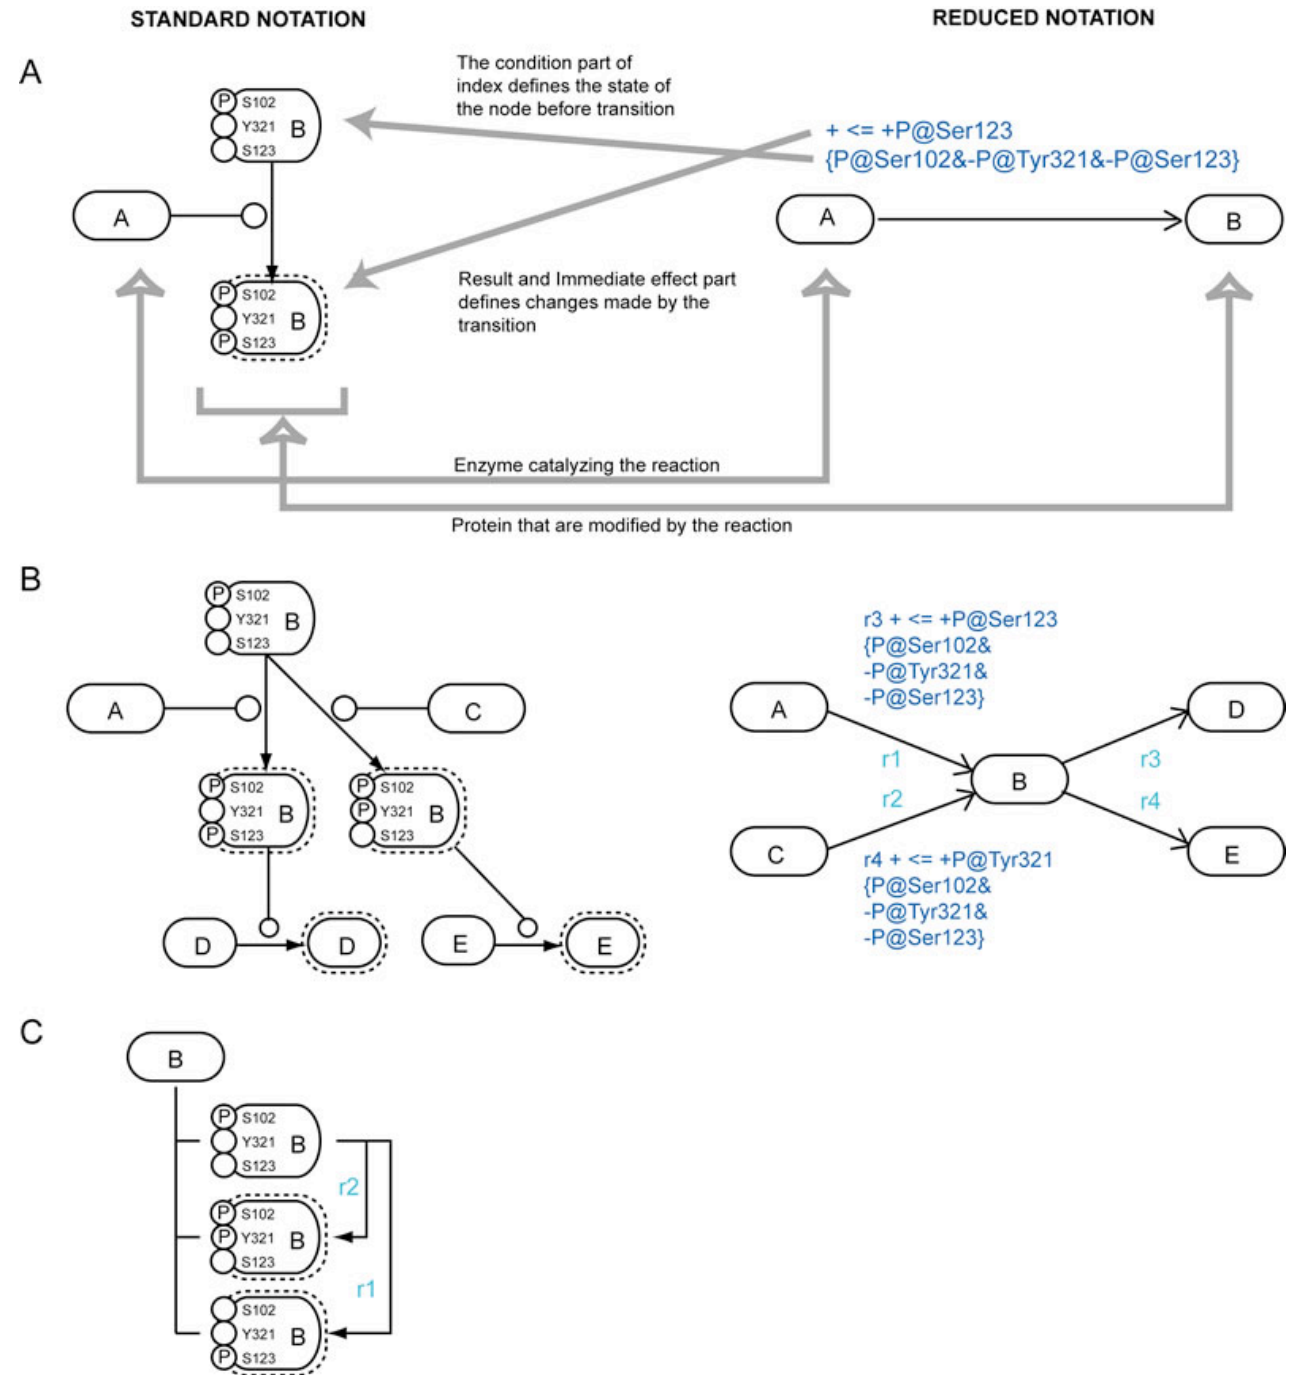 STANDARD NOTATION
REDUCED NOTATION
A
The condition part of
index defines the state of
the node before transition
P S102
Y321 B
S123
+ <= +P@Ser123
{P@Ser102&-P@Tyr321&-P@Ser123}
A
A
B
P S102
Y321 B
P S123
Result and Immediate effect part
defines changes made by the
transition
Enzyme catalyzing the reaction
Protein that are modified by the reaction
B
P S102
Y321 B
S123
A
C
P S102
Y321 B
P S123
P S102
P Y321 B
S123
D
D
E
E
r3 + <= +P@Ser123
{P@Ser102&
-P@Tyr321&
-P@Ser123}
A
D
r1
r3
B
r2
r4
C
E
r4 + <= +P@Tyr321
{P@Ser102&
-P@Tyr321&
-P@Ser123}
C
B
P S102
Y321 B
S123
r2
P S102
P Y321 B
S123
r1
S102
Y321 B
P S123